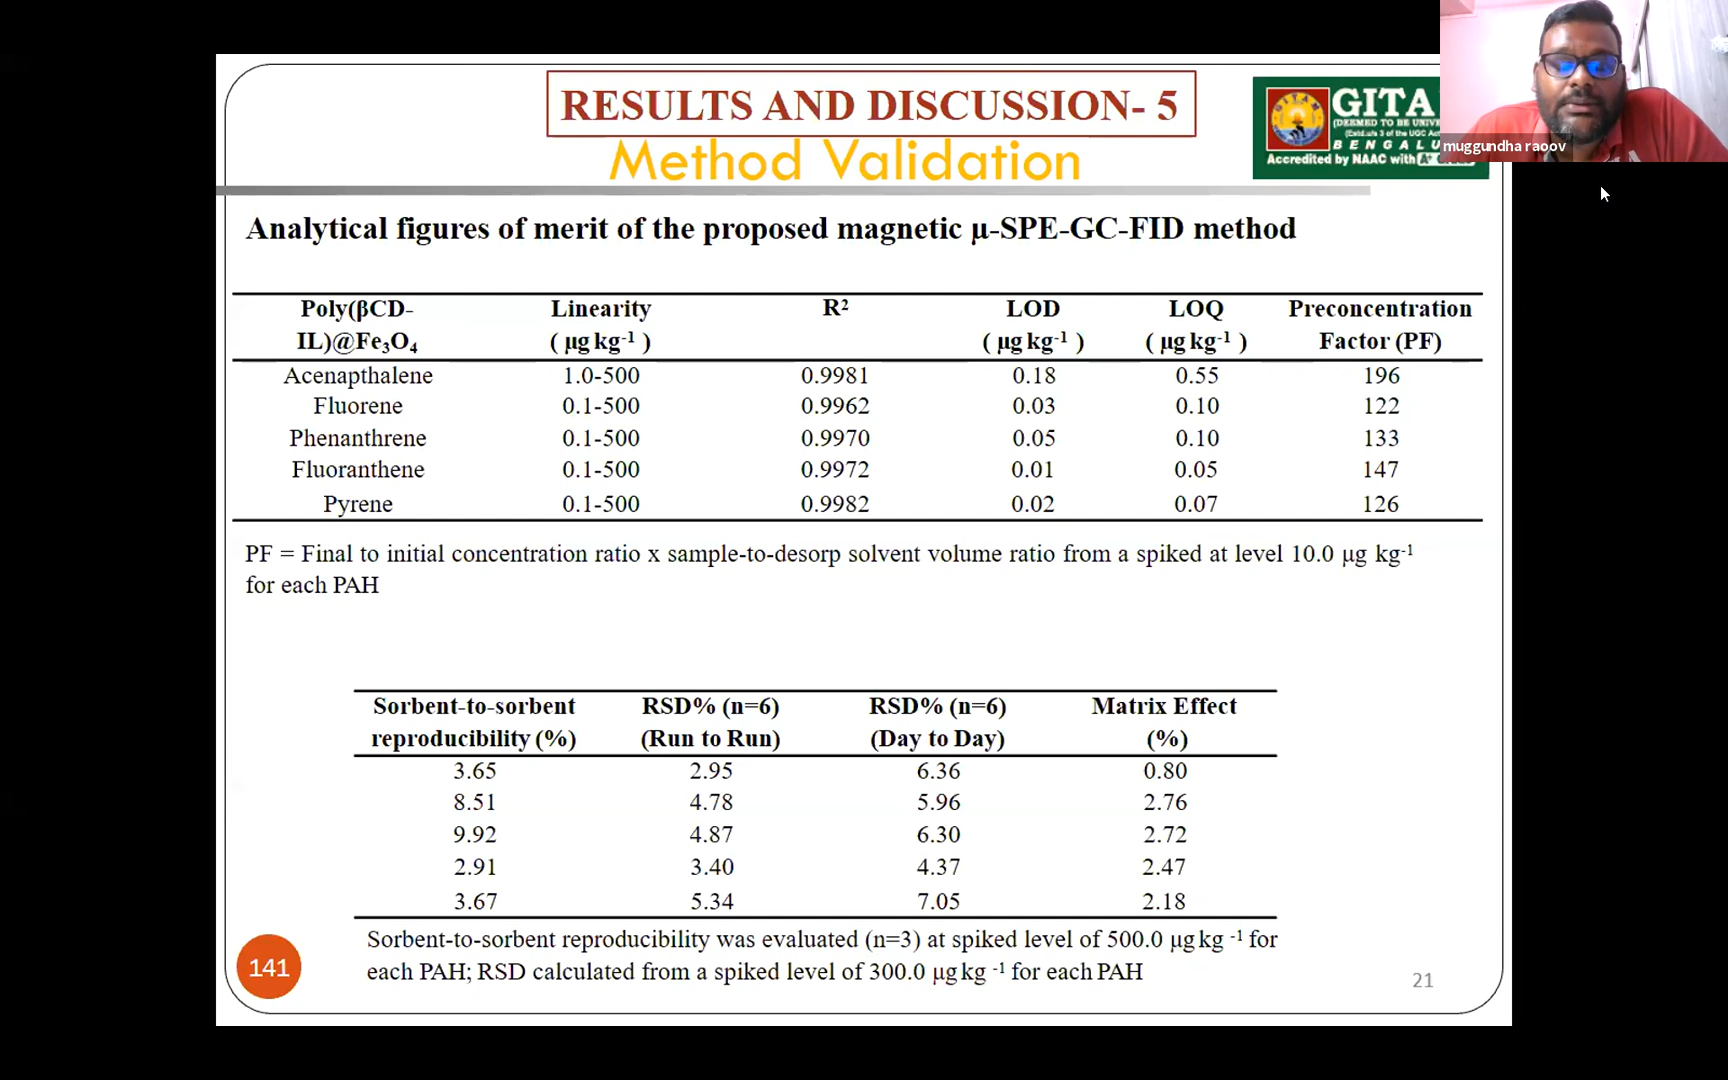 RESULTS AND DISCUSSION- 5
Method Validation
GITA
(DEEMED TO BE UNIVE
(Estd.u/s 3 of the UGC Ac
BENGALU
Accredited by NAAC with
muggundha raoov
Analytical figures of merit of the proposed magnetic μ-SPE-GC-FID method
Poly(βCD-IL)@Fe₃O₄ Linearity ( μg kg⁻¹ ) R² LOD ( μg kg⁻¹ ) LOQ ( μg kg⁻¹ ) Preconcentration Factor (PF)
Acenapthalene 1.0-500 0.9981 0.18 0.55 196
Fluorene 0.1-500 0.9962 0.03 0.10 122
Phenanthrene 0.1-500 0.9970 0.05 0.10 133
Fluoranthene 0.1-500 0.9972 0.01 0.05 147
Pyrene 0.1-500 0.9982 0.02 0.07 126
PF = Final to initial concentration ratio x sample-to-desorp solvent volume ratio from a spiked at level 10.0 μg kg⁻¹
for each PAH
Sorbent-to-sorbent reproducibility (%) RSD% (n=6) (Run to Run) RSD% (n=6) (Day to Day) Matrix Effect (%)
3.65 2.95 6.36 0.80
8.51 4.78 5.96 2.76
9.92 4.87 6.30 2.72
2.91 3.40 4.37 2.47
3.67 5.34 7.05 2.18
Sorbent-to-sorbent reproducibility was evaluated (n=3) at spiked level of 500.0 μg kg ⁻¹ for
each PAH; RSD calculated from a spiked level of 300.0 μg kg ⁻¹ for each PAH
141
21